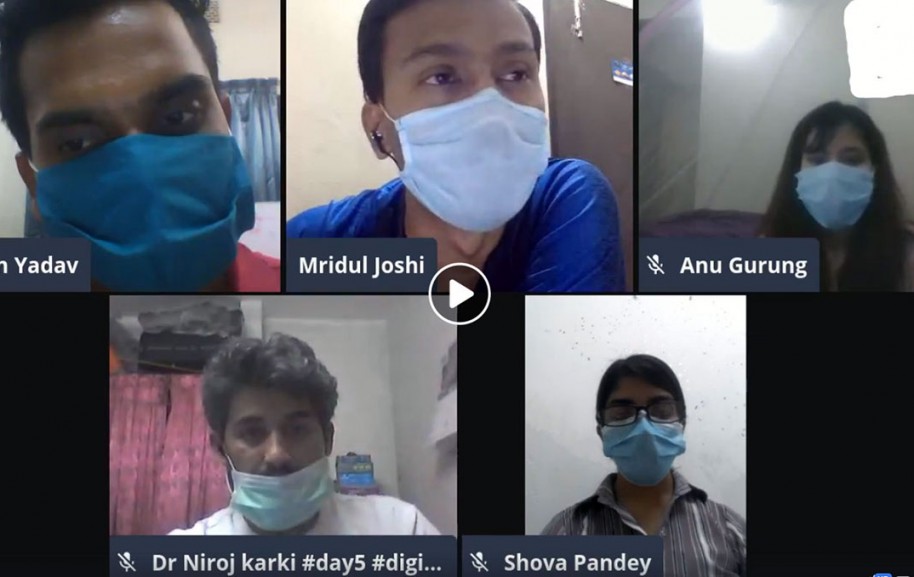 n Yadav
Mridul Joshi
Anu Gurung
Dr Niroj karki #day5 #digi...
Shova Pandey